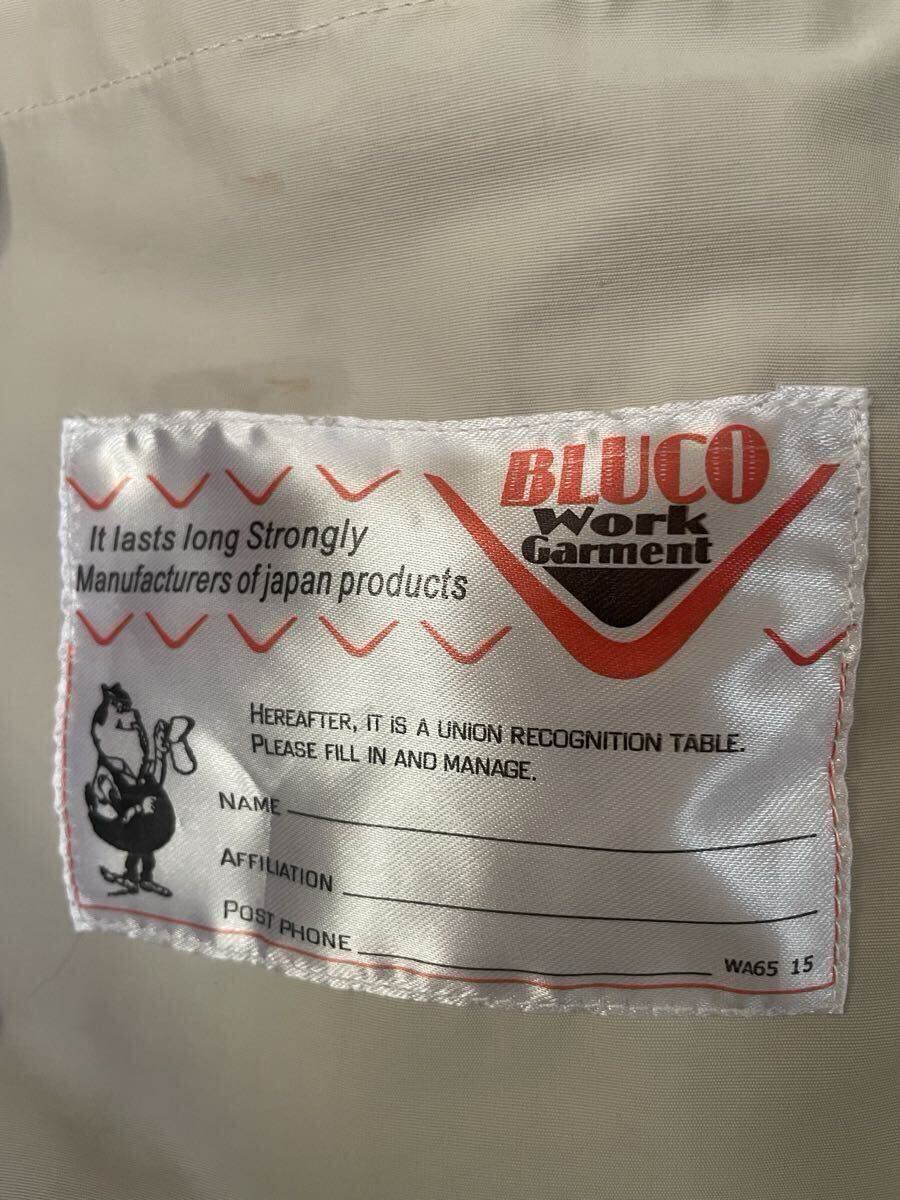 BLUCO
Work
Garment
It lasts long Strongly
Manufacturers of japan products
HEREAFTER, IT IS A UNION RECOGNITION TABLE.
PLEASE FILL IN AND MANAGE.
NAME
AFFILIATION
POST PHONE
WA65 15